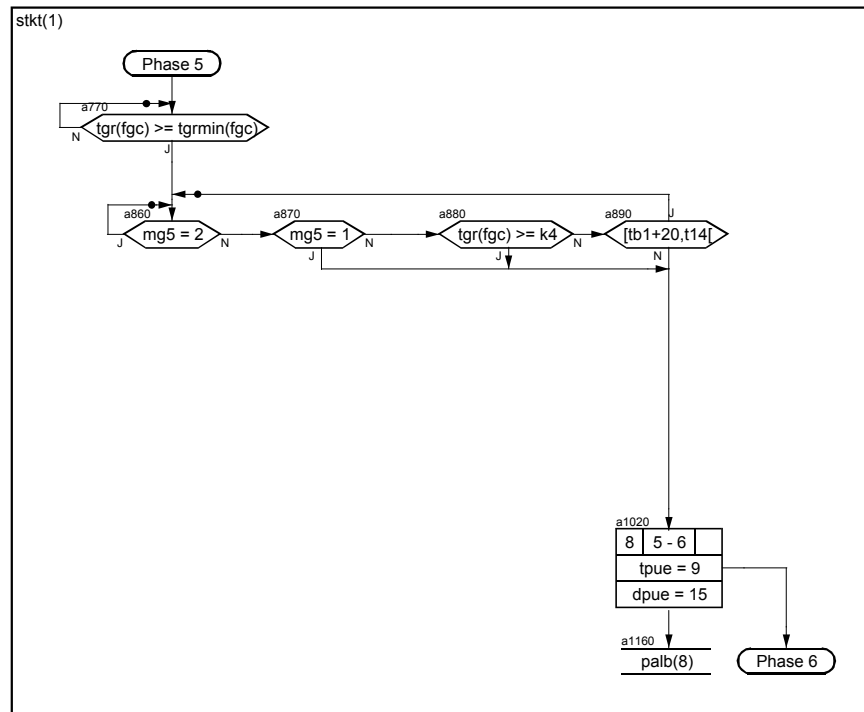 stkt(1)
Phase 5
a770
tgr(fgc) >= tgrmin(fgc)
N
J
a860
mg5 = 2
J
N
a870
mg5 = 1
J
N
a880
tgr(fgc) >= k4
J
N
a890
J
[tb1+20,t14[
N
a1020
8 5 - 6
tpue = 9
dpue = 15
a1160
palb(8)
Phase 6